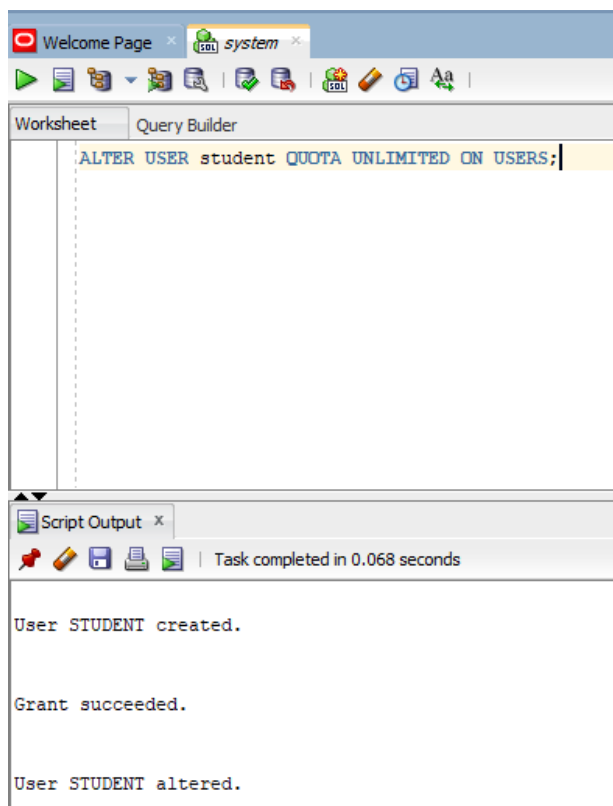 Welcome Page × system ×
Worksheet Query Builder
ALTER USER student QUOTA UNLIMITED ON USERS;
Script Output ×
Task completed in 0.068 seconds
User STUDENT created.
Grant succeeded.
User STUDENT altered.